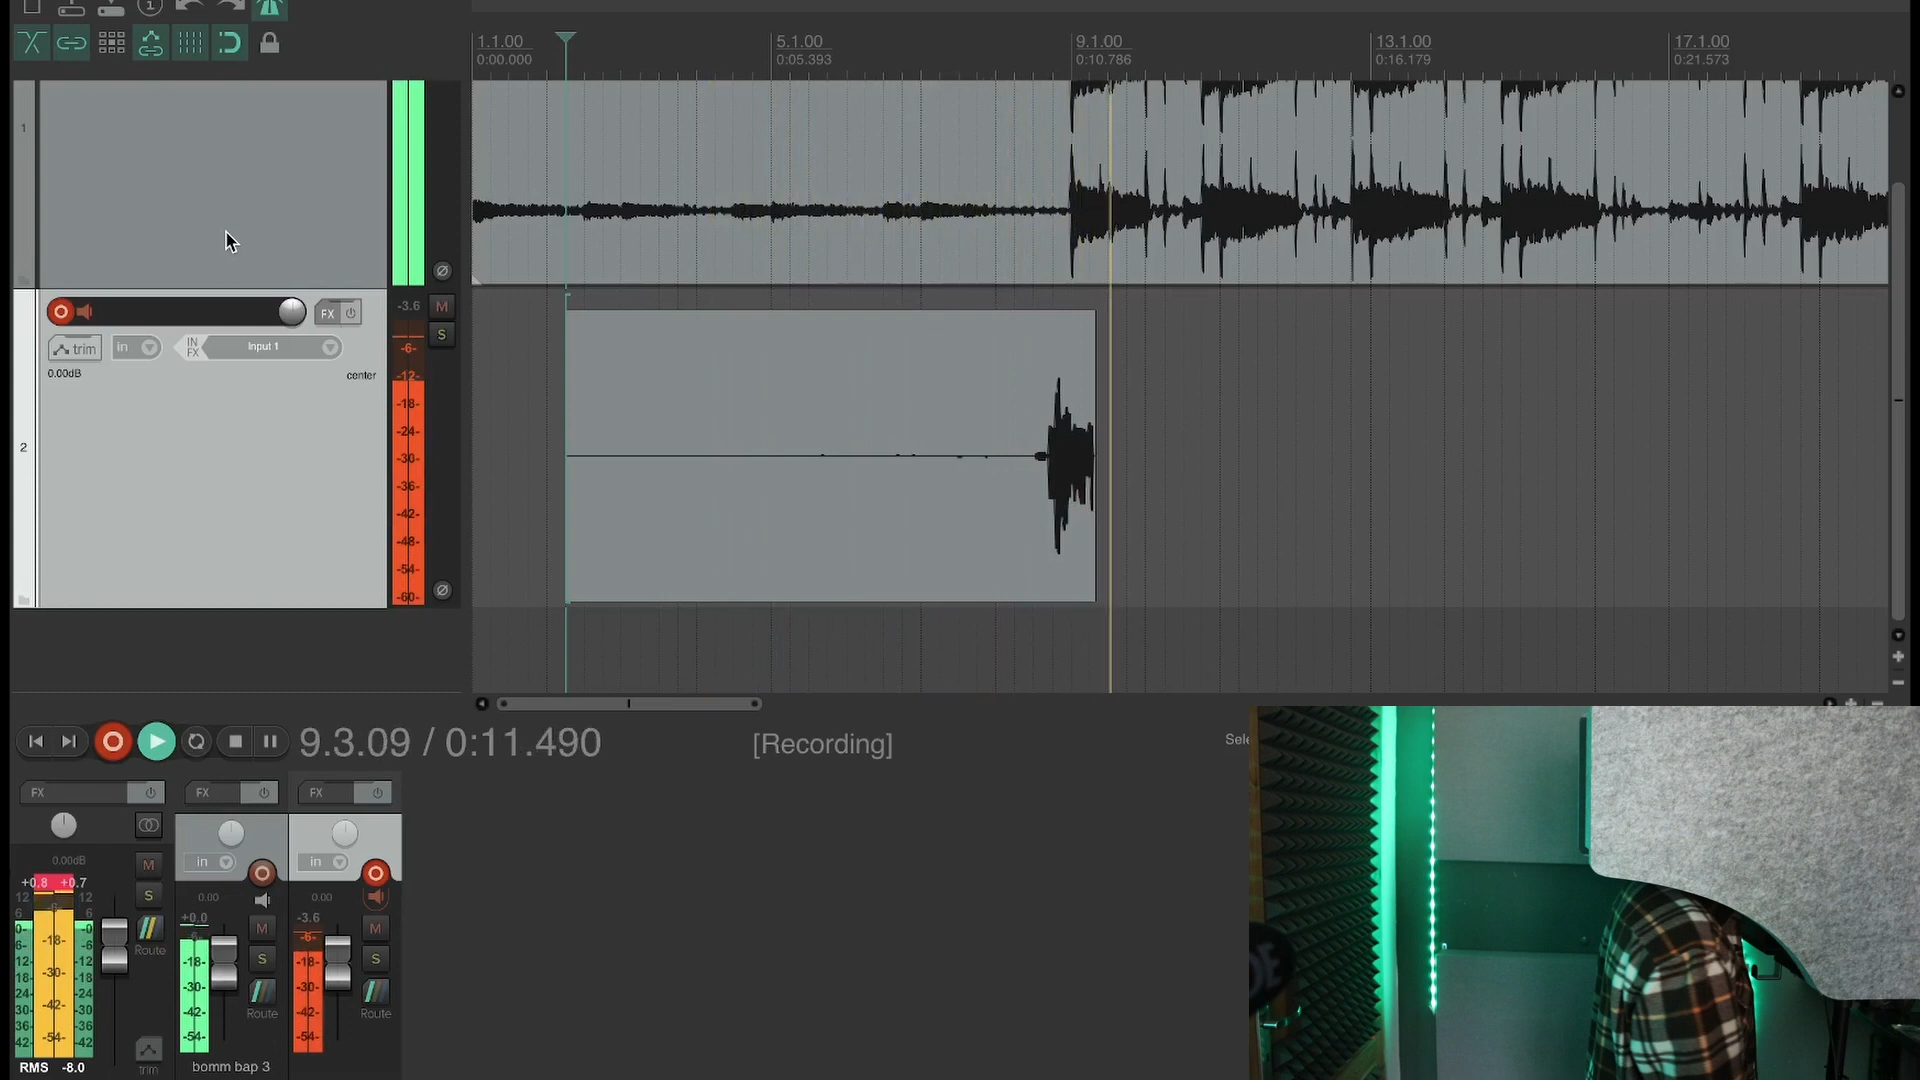 1.1.00
0:00.000
5.1.00
0:05.393
9.1.00
0:10.786
13.1.00
0:16.179
17.1.00
0:21.573
1
-3.6
M
FX
S
trim
in
IN
FX
Input 1
0.00dB
center
-6-
-12-
-18-
-24-
-30-
-36-
-42-
-48-
-54-
-60-
2
9.3.09 / 0:11.490
[Recording]
Sele
FX
FX
FX
in
in
0.00dB
M
+0.8 +0.7
S
0.00
0.00
12
12
6
6
-6-
+0.0
-3.6
-6-
M
M
0-
-0
6-
-6
12-
-12
18-
-18
24-
-24
30-
-30
36-
-36
42-
-42
-18-
-30-
-42-
-54-
Route
-18-
-30-
-42-
-54-
S
Route
-18-
-30-
-42-
-54-
S
Route
RMS -8.0
trim
bomm bap 3